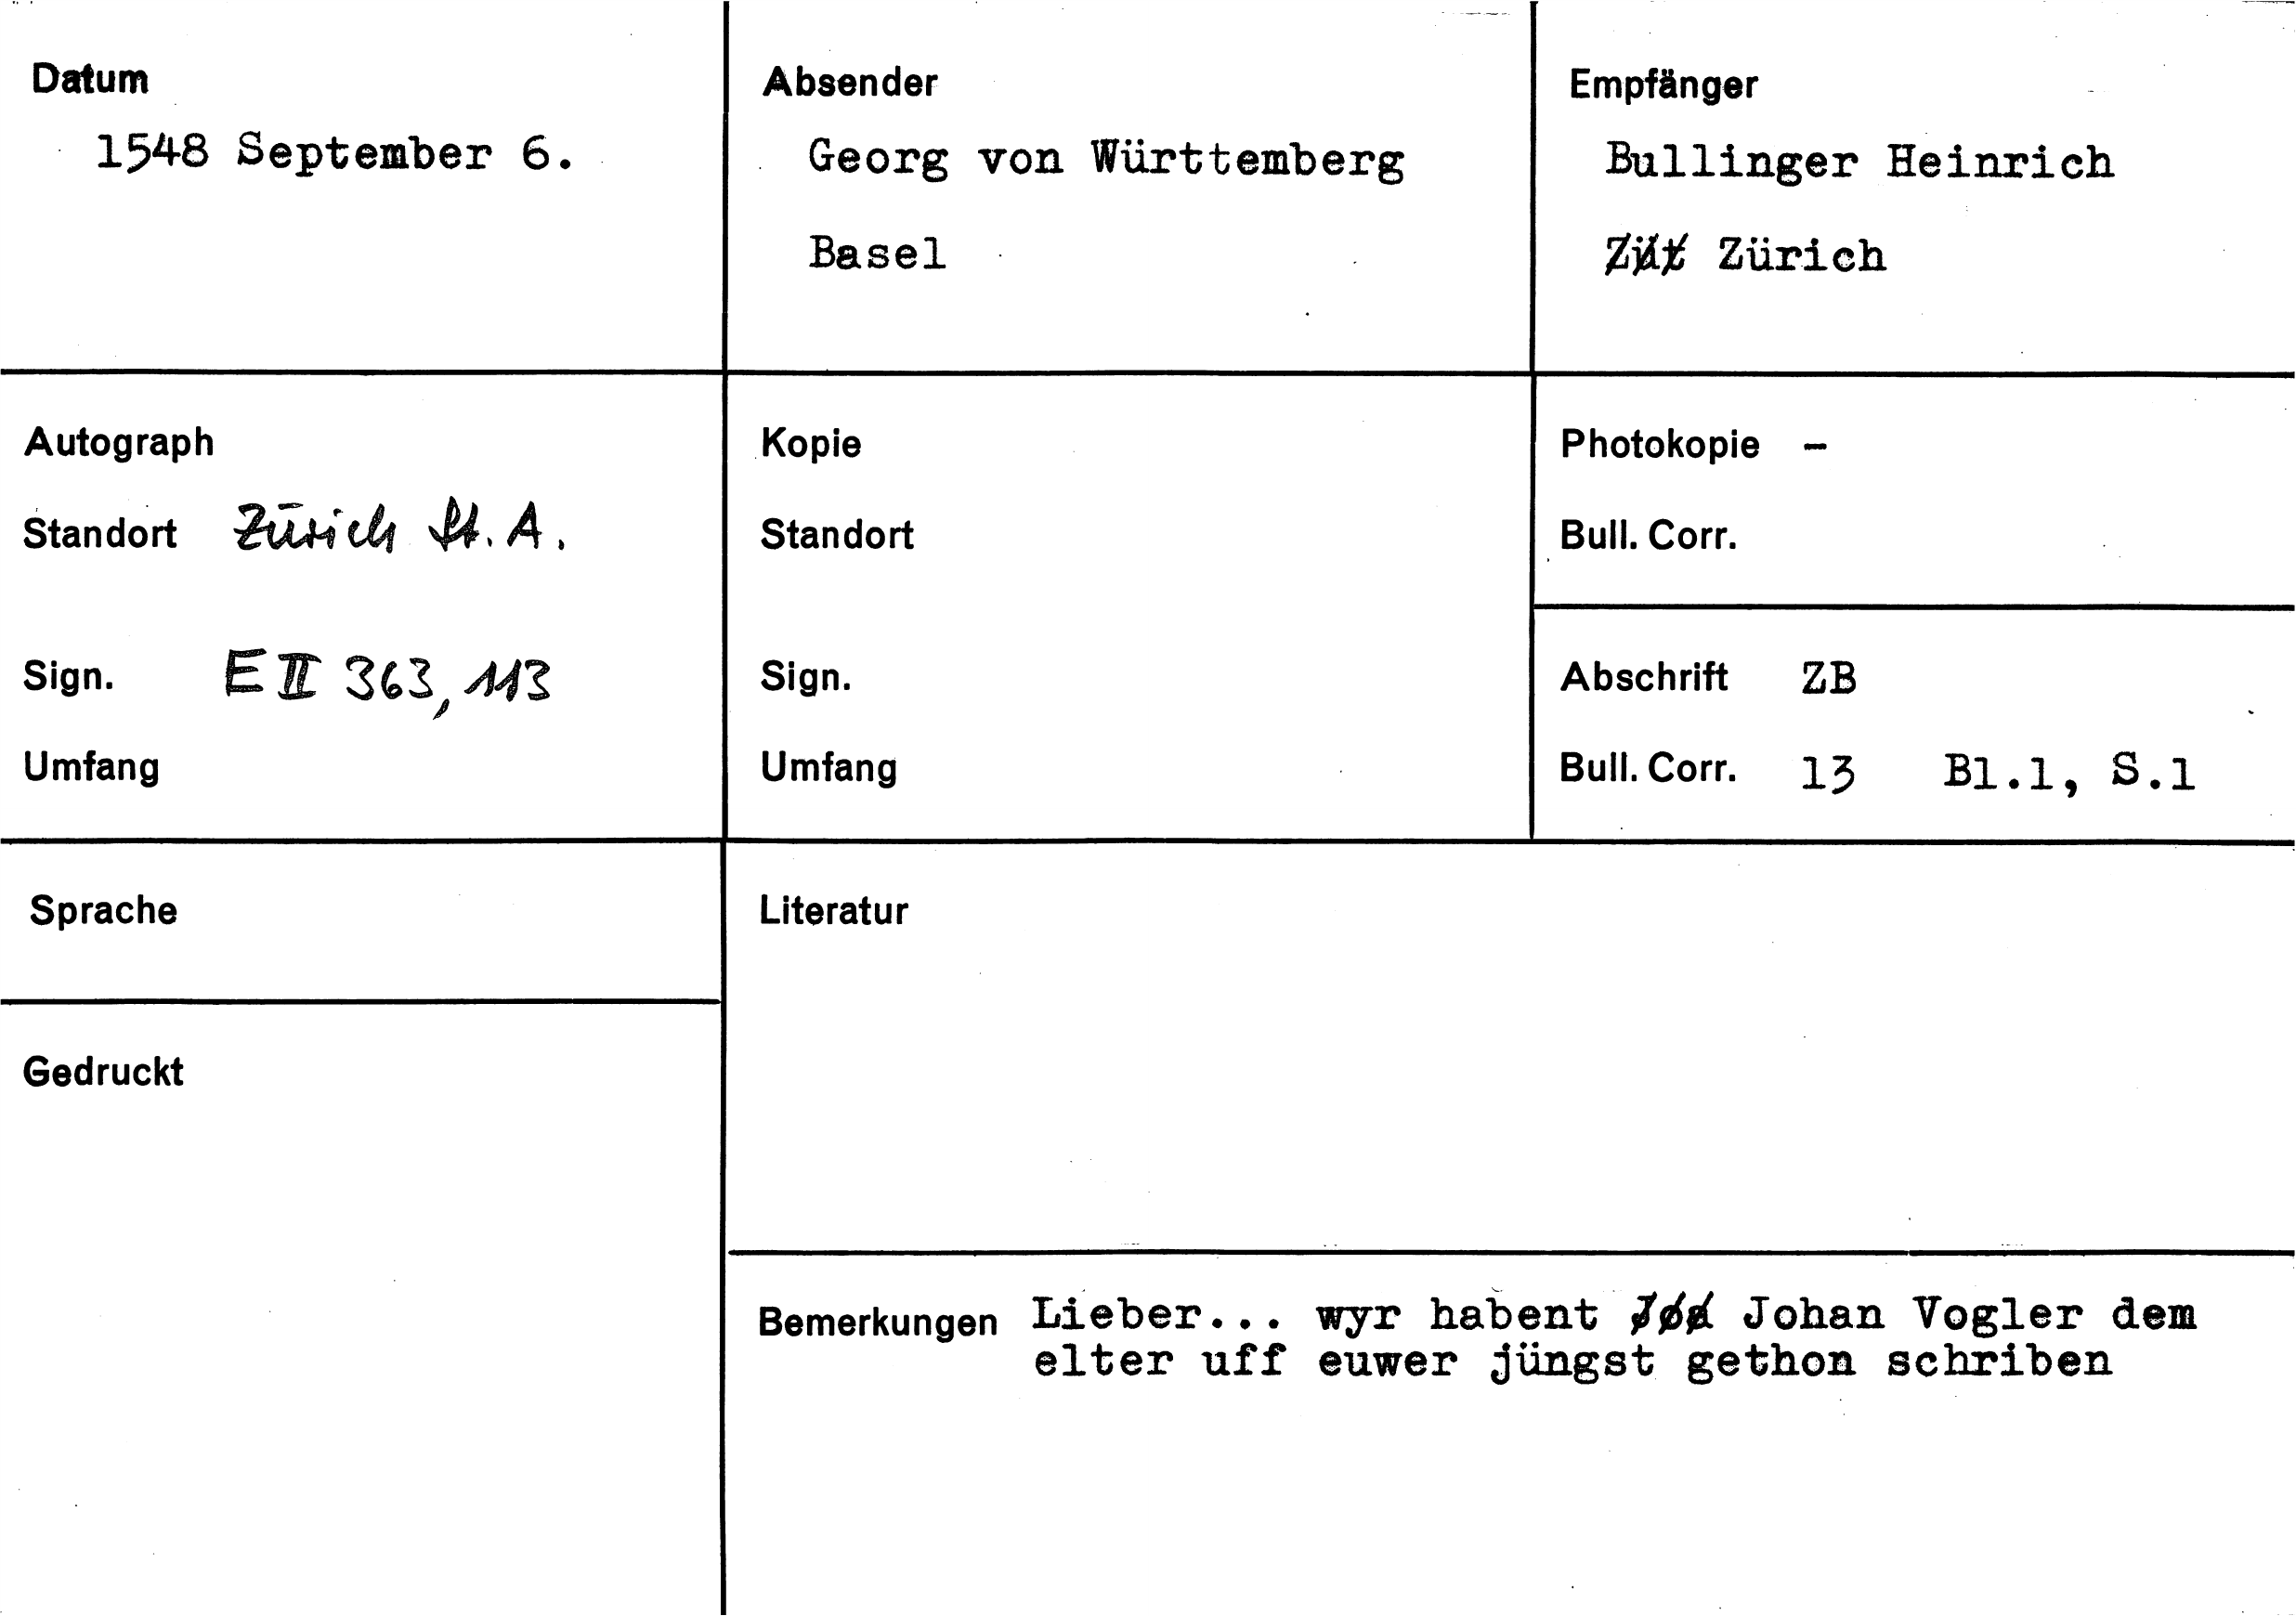 Datum
1548 September 6.
Absender
Georg von Württemberg
Basel
Empfänger
Bullinger Heinrich
Zürich
Autograph
Standort Zürich St. A.
Sign. E II 363, 113
Umfang
Kopie
Standort
Sign.
Umfang
Photokopie -
Bull. Corr.
Abschrift ZB
Bull. Corr. 13 Bl.1, S.1
Sprache
Gedruckt
Literatur
Bemerkungen Lieber... wyr habent Johan Vogler dem
elter uff euwer jüngst gethon schriben